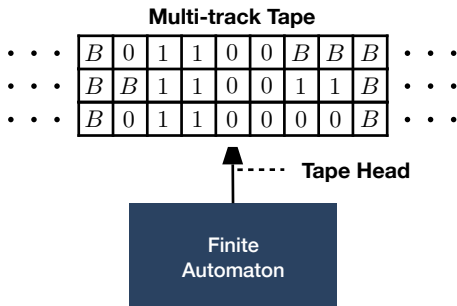 Multi-track Tape
· · · B 0 1 1 0 0 B B B · · ·
· · · B B 1 1 0 0 1 1 B · · ·
· · · B 0 1 1 0 0 0 0 B · · ·
Tape Head
Finite
Automaton